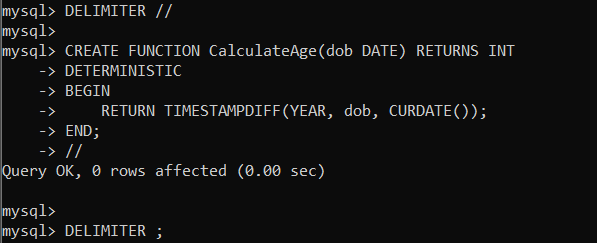 mysql> DELIMITER //
mysql>
mysql> CREATE FUNCTION CalculateAge(dob DATE) RETURNS INT
    -> DETERMINISTIC
    -> BEGIN
    ->     RETURN TIMESTAMPDIFF(YEAR, dob, CURDATE());
    -> END;
    -> //
Query OK, 0 rows affected (0.00 sec)

mysql>
mysql> DELIMITER ;